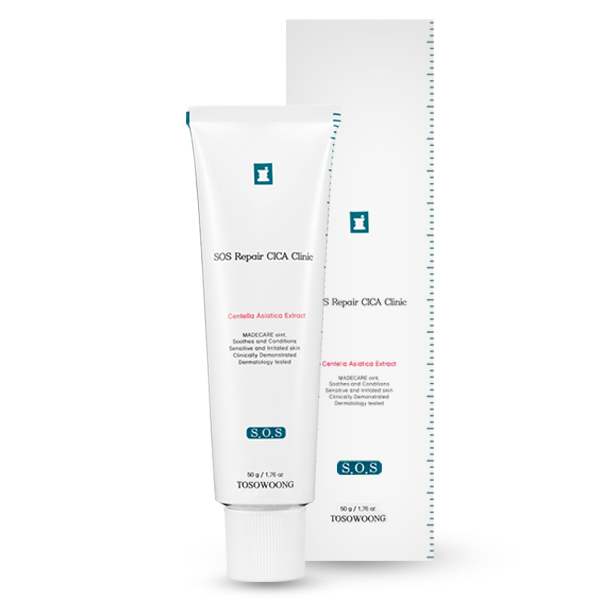 SOS Repair CICA Clinic
Centella Asiatica Extract
MADECARE oint,
Soothes and Conditions
Sensitive and Irritated skin
Clinically Demonstrated
Dermatology tested
S,O,S
50 g / 1,76 oz
TOSOWOONG
S Repair CICA Clinic
Centella Asiatica Extract
MADECARE oint,
Soothes and Conditions
Sensitive and Irritated skin
Clinically Demonstrated
Dermatology tested
S,O,S
50 g / 1,76 oz
TOSOWOONG